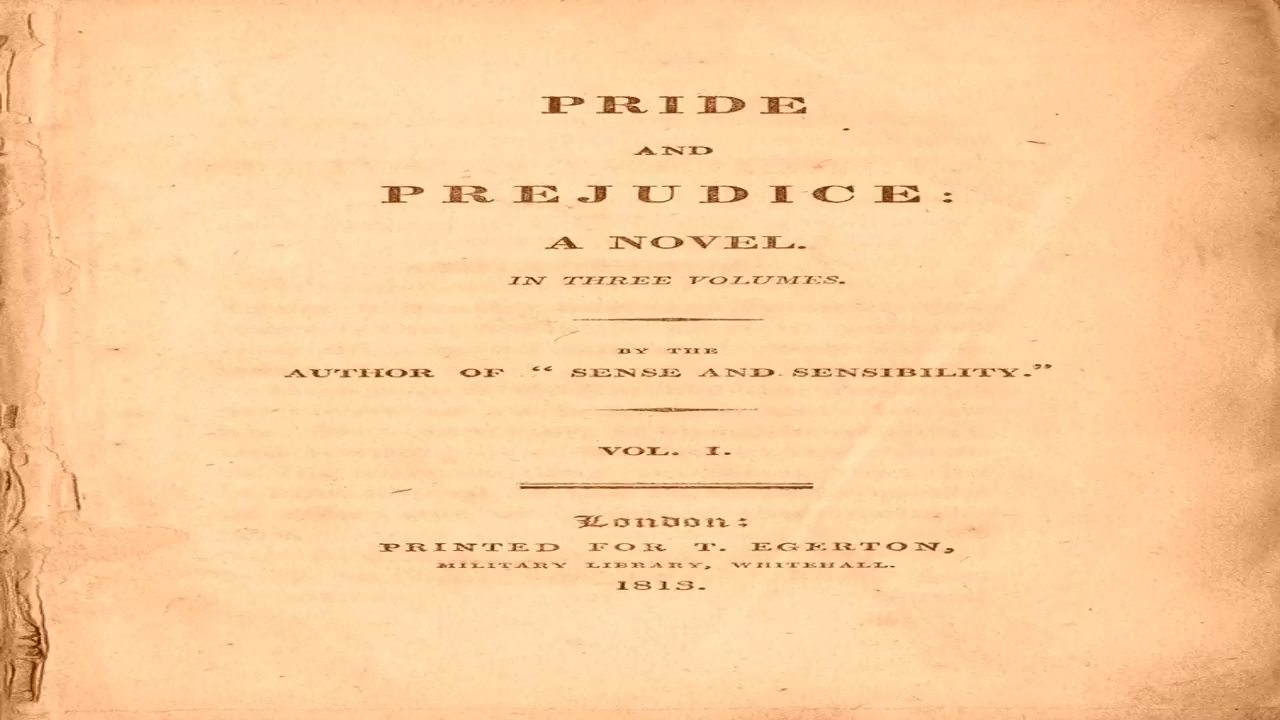 PRIDE
AND
PREJUDICE:
A NOVEL.
IN THREE VOLUMES.
BY THE
AUTHOR OF “ SENSE AND SENSIBILITY.”
VOL. I.
London:
PRINTED FOR T. EGERTON,
MILITARY LIBRARY, WHITEHALL.
1813.